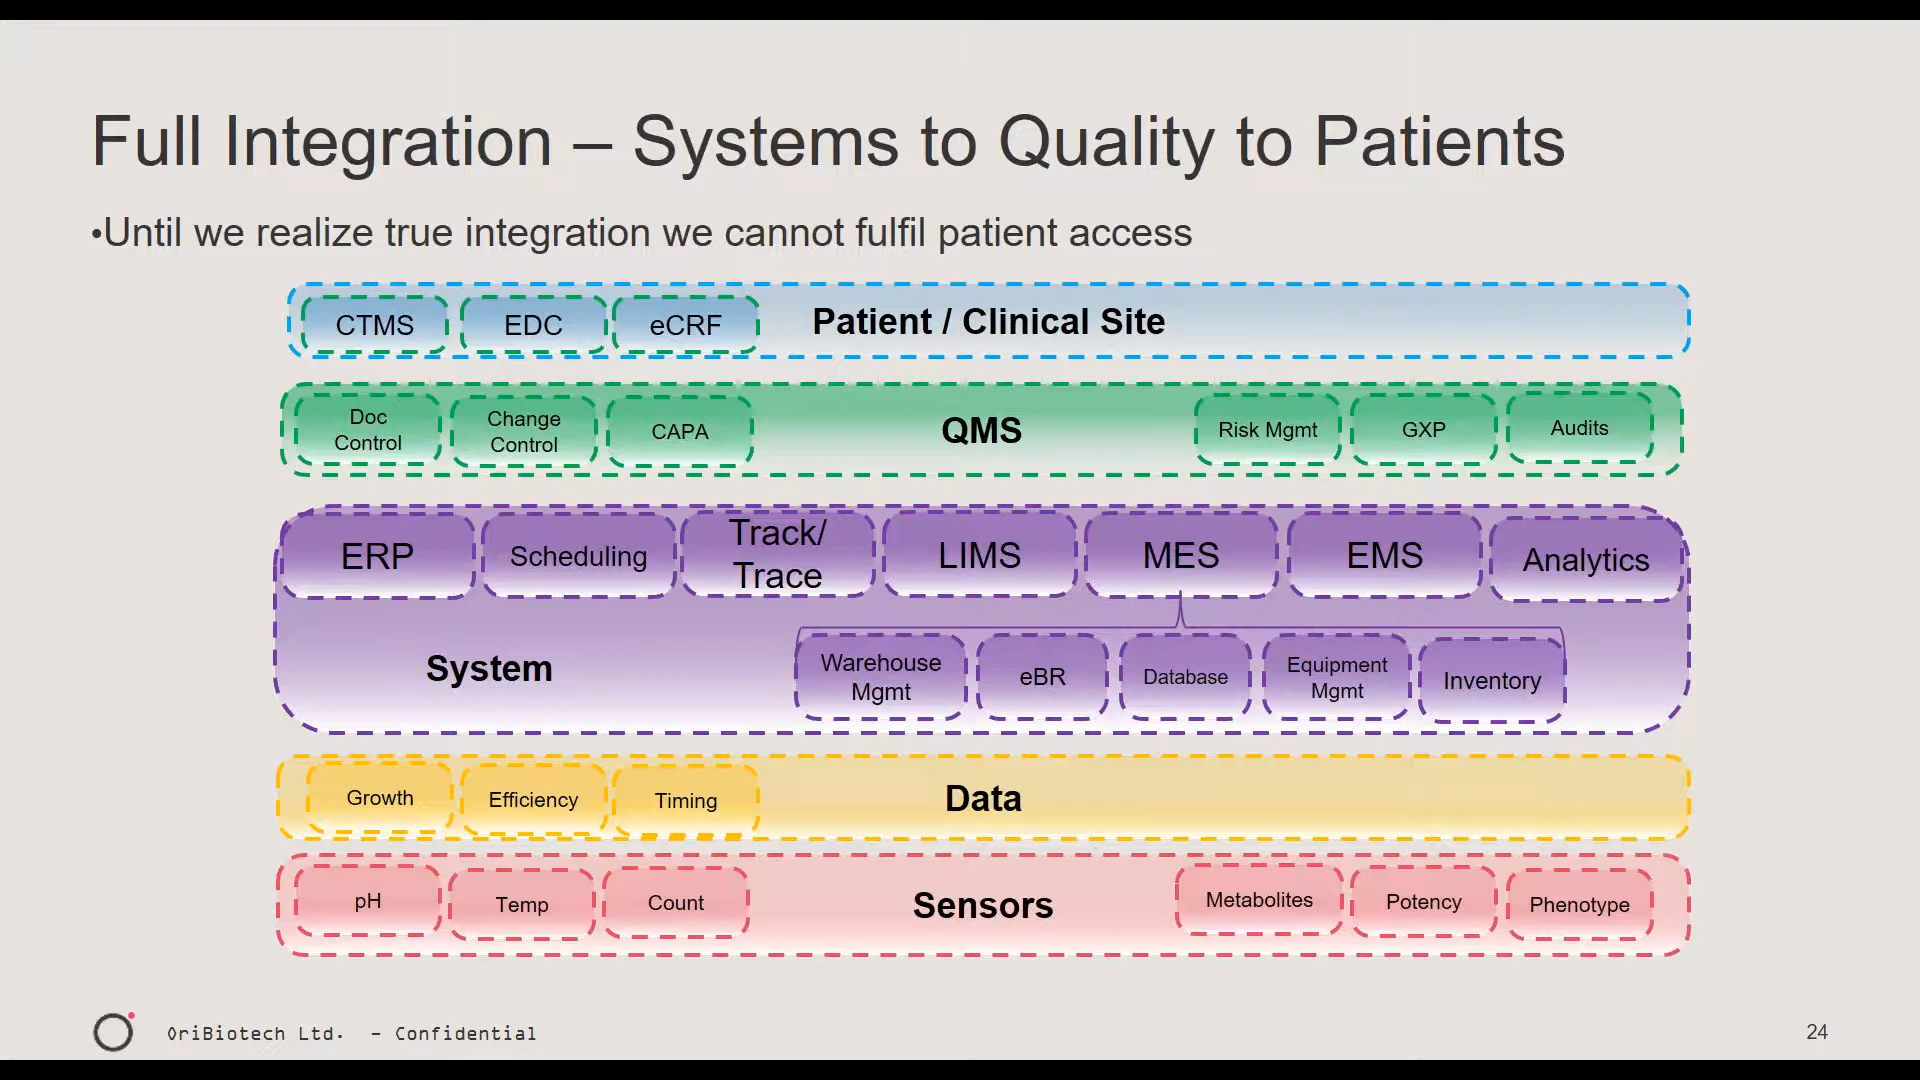 Full Integration – Systems to Quality to Patients
•Until we realize true integration we cannot fulfil patient access
CTMS
EDC
eCRF
Patient / Clinical Site
Doc
Control
Change
Control
CAPA
QMS
Risk Mgmt
GXP
Audits
ERP
Scheduling
Track/
Trace
LIMS
MES
EMS
Analytics
System
Warehouse
Mgmt
eBR
Database
Equipment
Mgmt
Inventory
Growth
Efficiency
Timing
Data
pH
Temp
Count
Sensors
Metabolites
Potency
Phenotype
OriBiotech Ltd. - Confidential
24